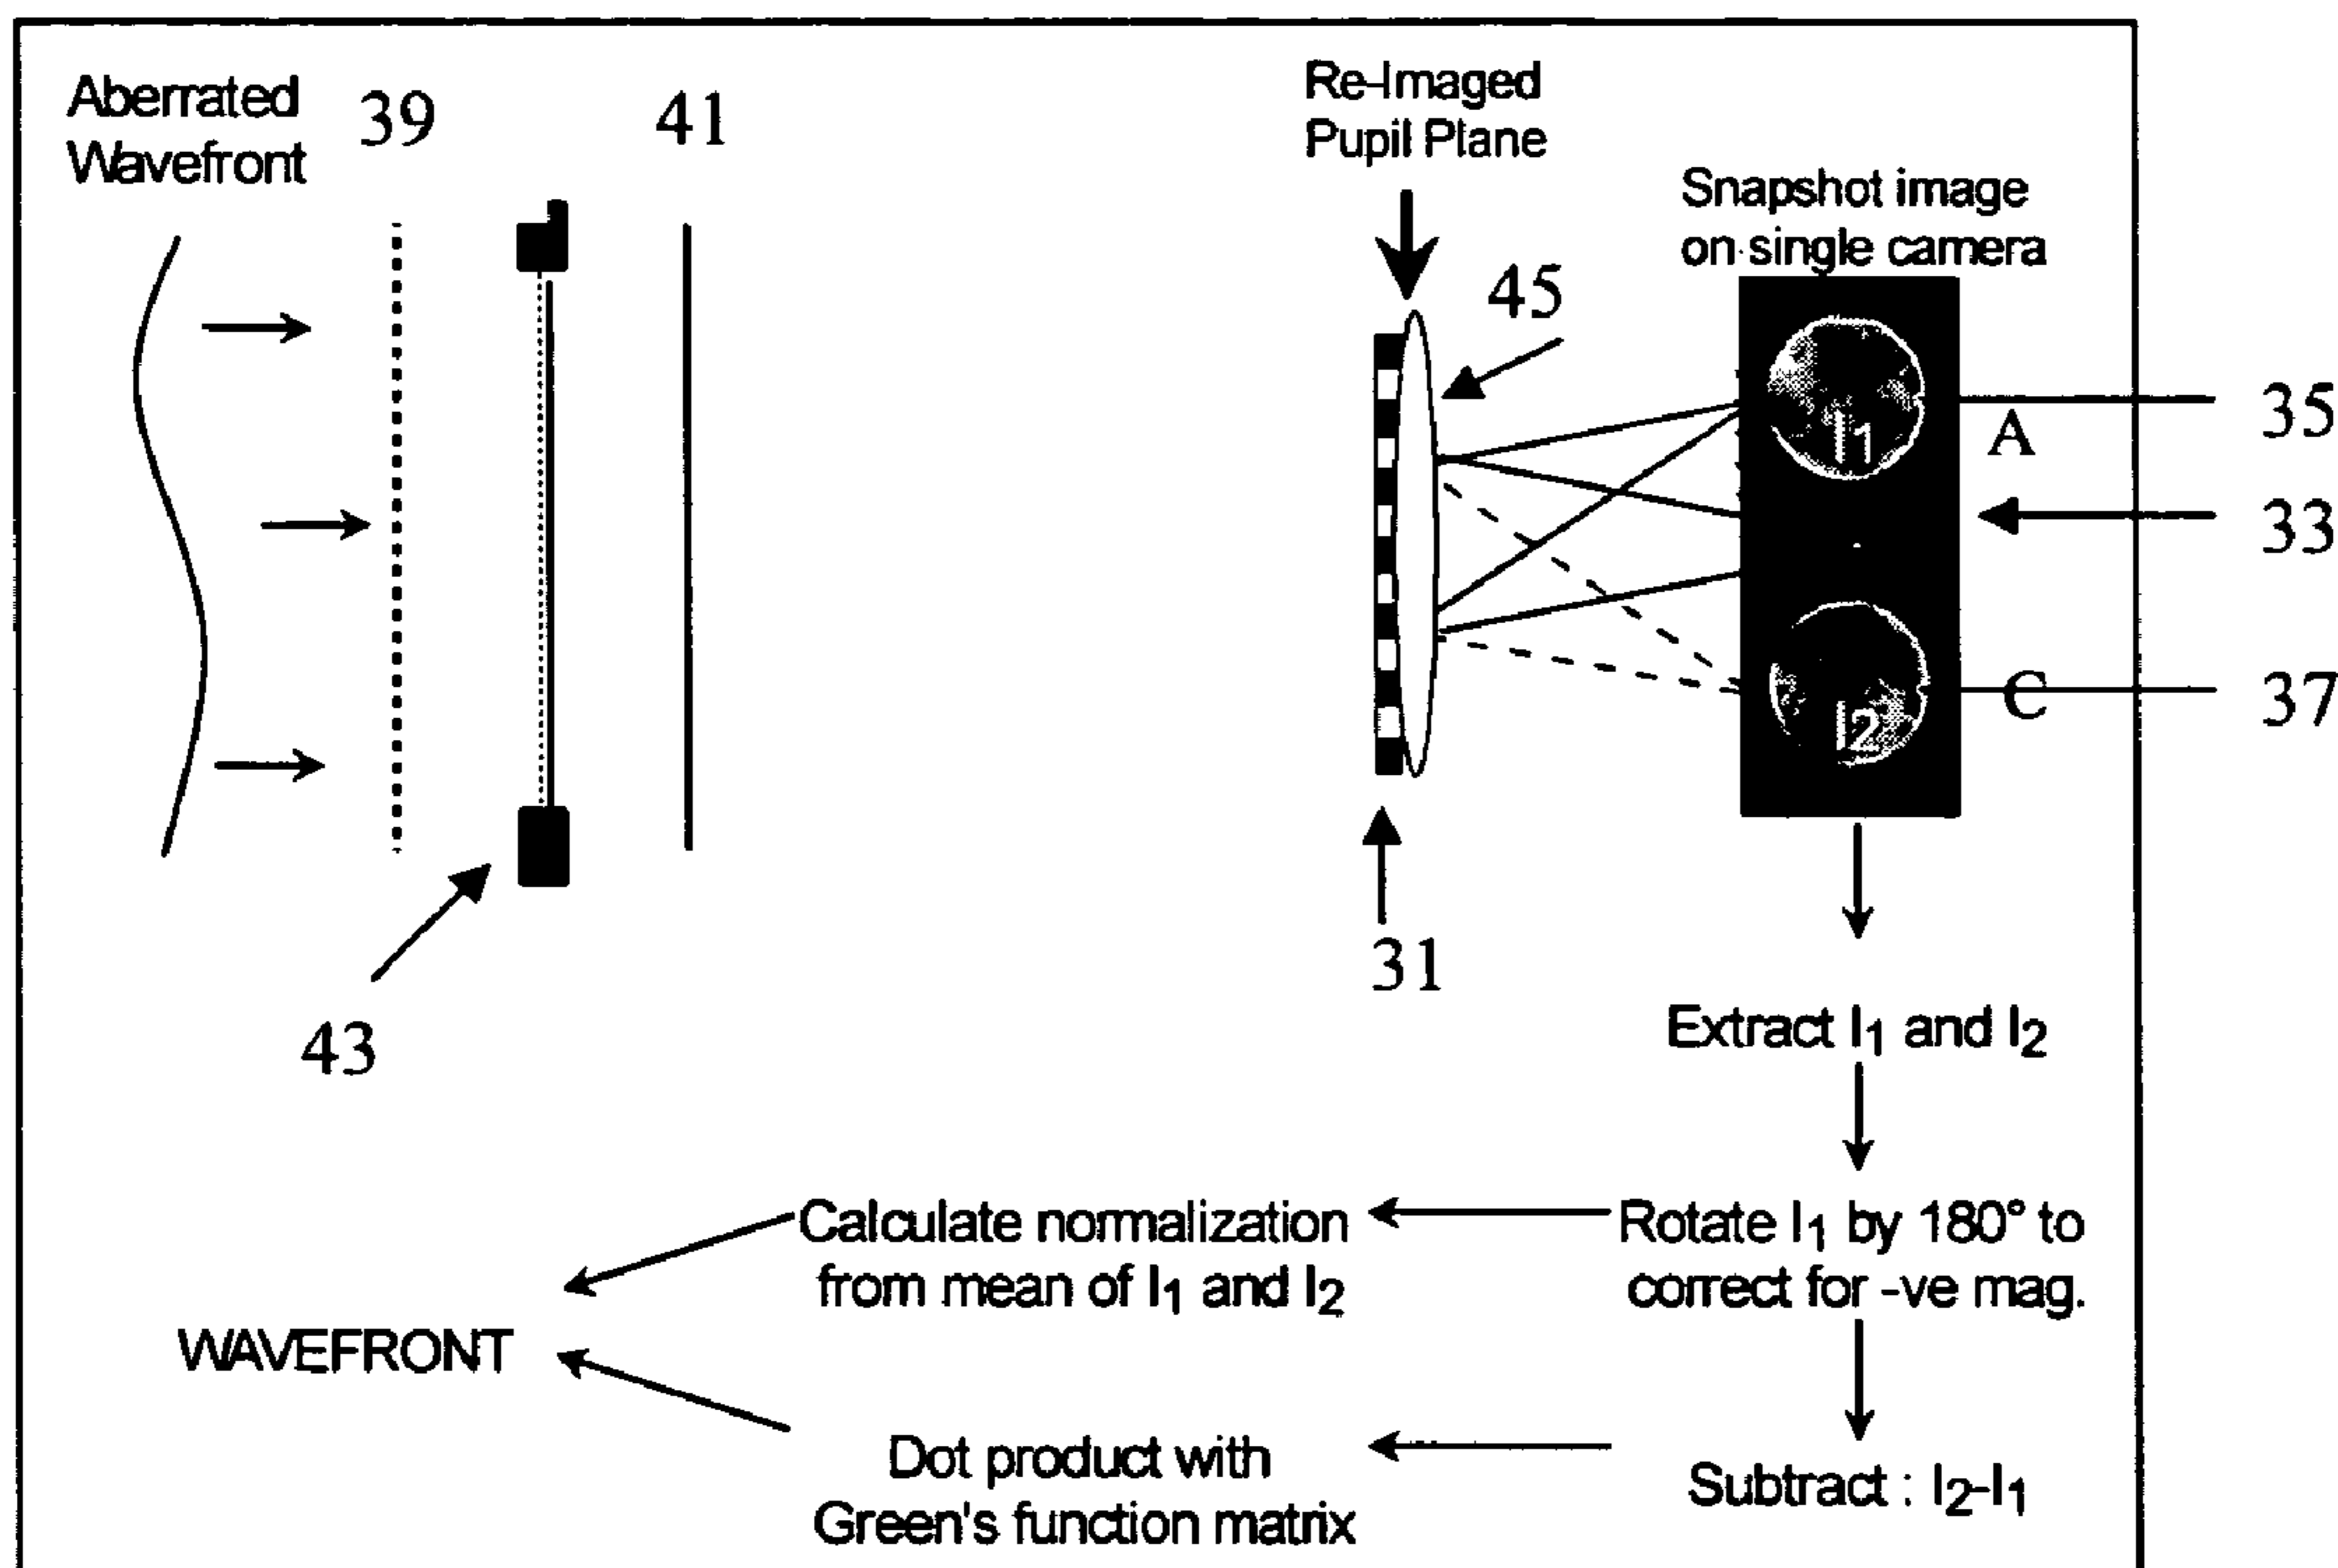 Aberrated
Wavefront
39
41
Re-Imaged
Pupil Plane
Snapshot image
on single camera
45
I1
A
35
33
I2
C
37
31
43
Extract I1 and I2
Rotate I1 by 180° to
correct for -ve mag.
Calculate normalization
from mean of I1 and I2
WAVEFRONT
Dot product with
Green's function matrix
Subtract : I2-I1